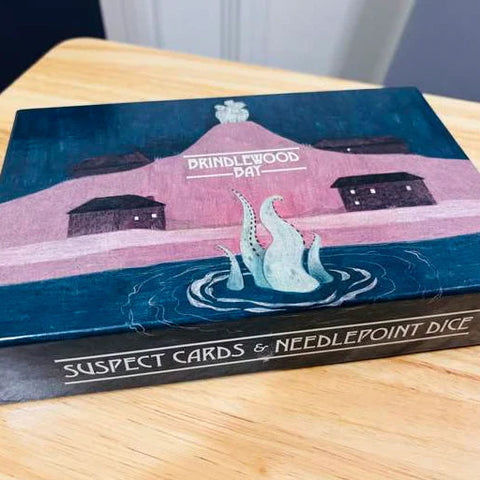 BRINDLEWOOD
BAY
SUSPECT CARDS & NEEDLEPOINT DICE